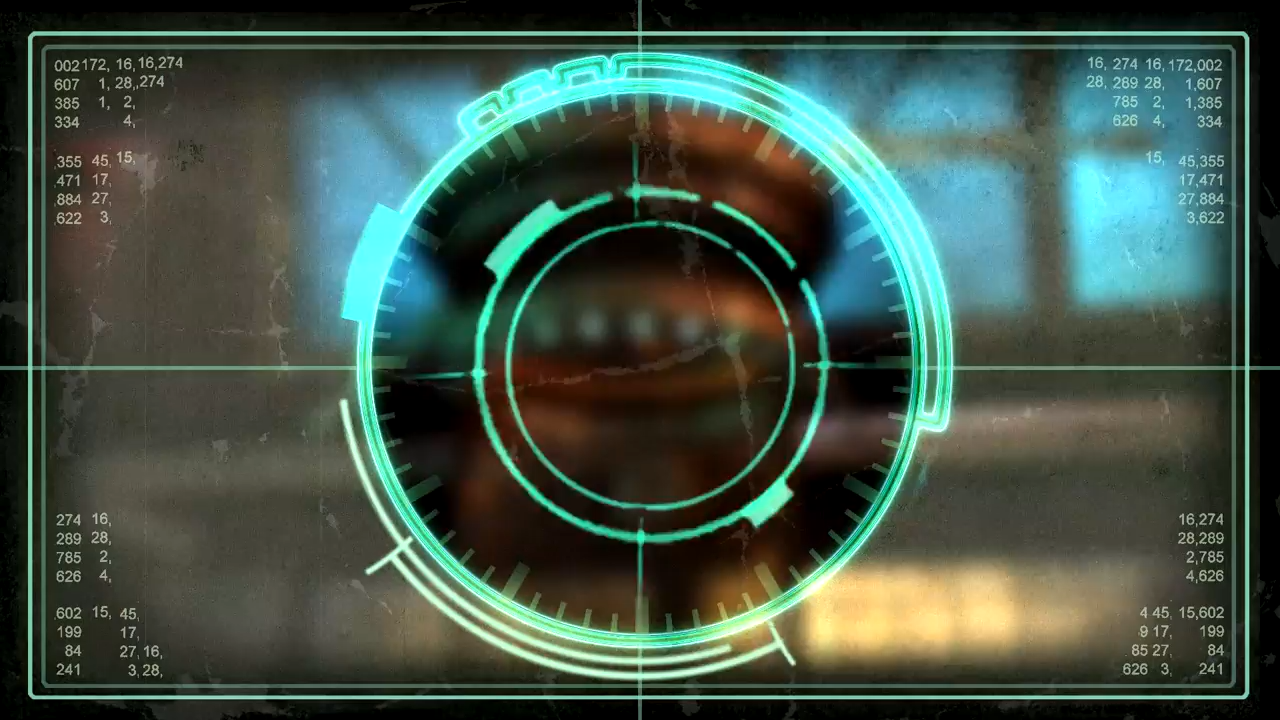 002172, 16,16,274
607 1, 28,,274
385 1, 2,
334 4,
355 45, 15,
471 17,
884 27,
622 3,
16, 274 16, 172,002
28, 289 28, 1,607
785 2, 1,385
626 4, 334
15, 45,355
17,471
27,884
3,622
274 16,
289 28,
785 2,
626 4,
602 15, 45,
199 17,
84 27, 16,
241 3, 28,
16,274
28,289
2,785
4,626
4 45, 15,602
9 17, 199
85 27, 84
626 3, 241